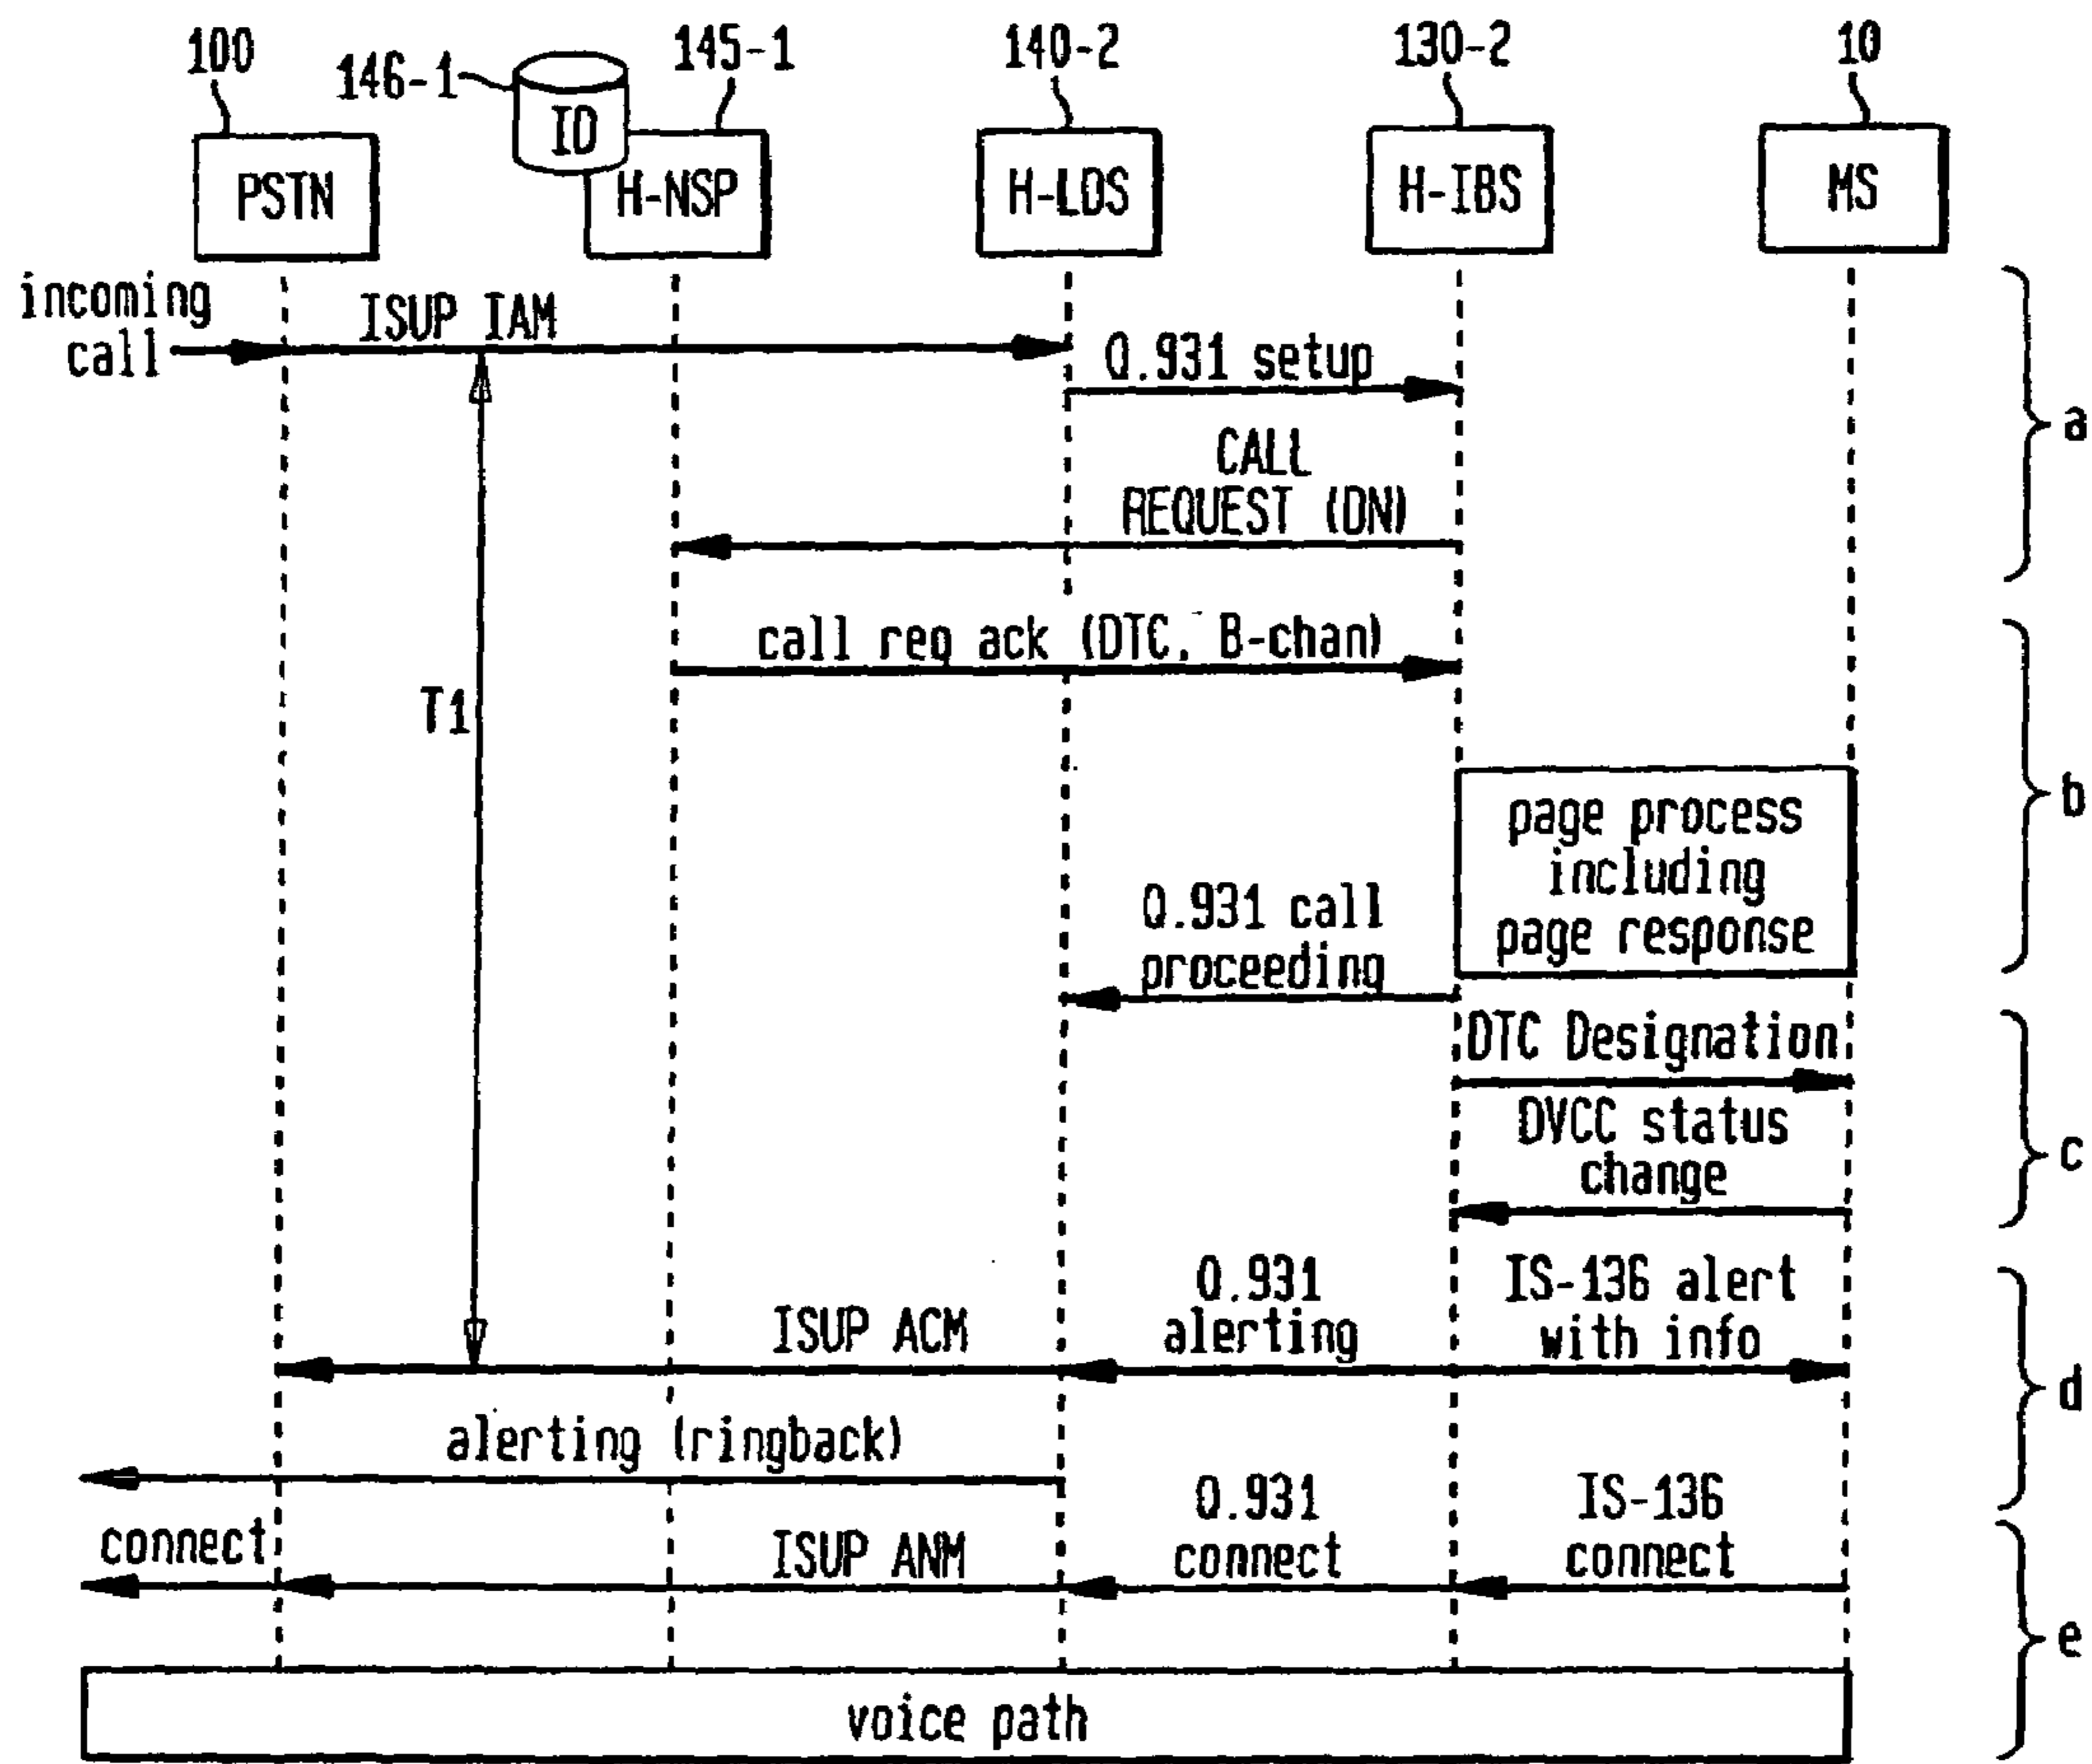 100
146-1
145-1
140-2
130-2
10
ID
PSTN
H-NSP
H-LDS
H-IBS
MS
incoming
call
ISUP IAM
Q.931 setup
CALL
REQUEST (DN)
a
call req ack (DTC, B-chan)
T1
page process
including
page response
b
Q.931 call
proceeding
DTC Designation
DVCC status
change
c
ISUP ACM
Q.931
alerting
IS-136 alert
with info
d
alerting (ringback)
connect
ISUP ANM
Q.931
connect
IS-136
connect
e
voice path